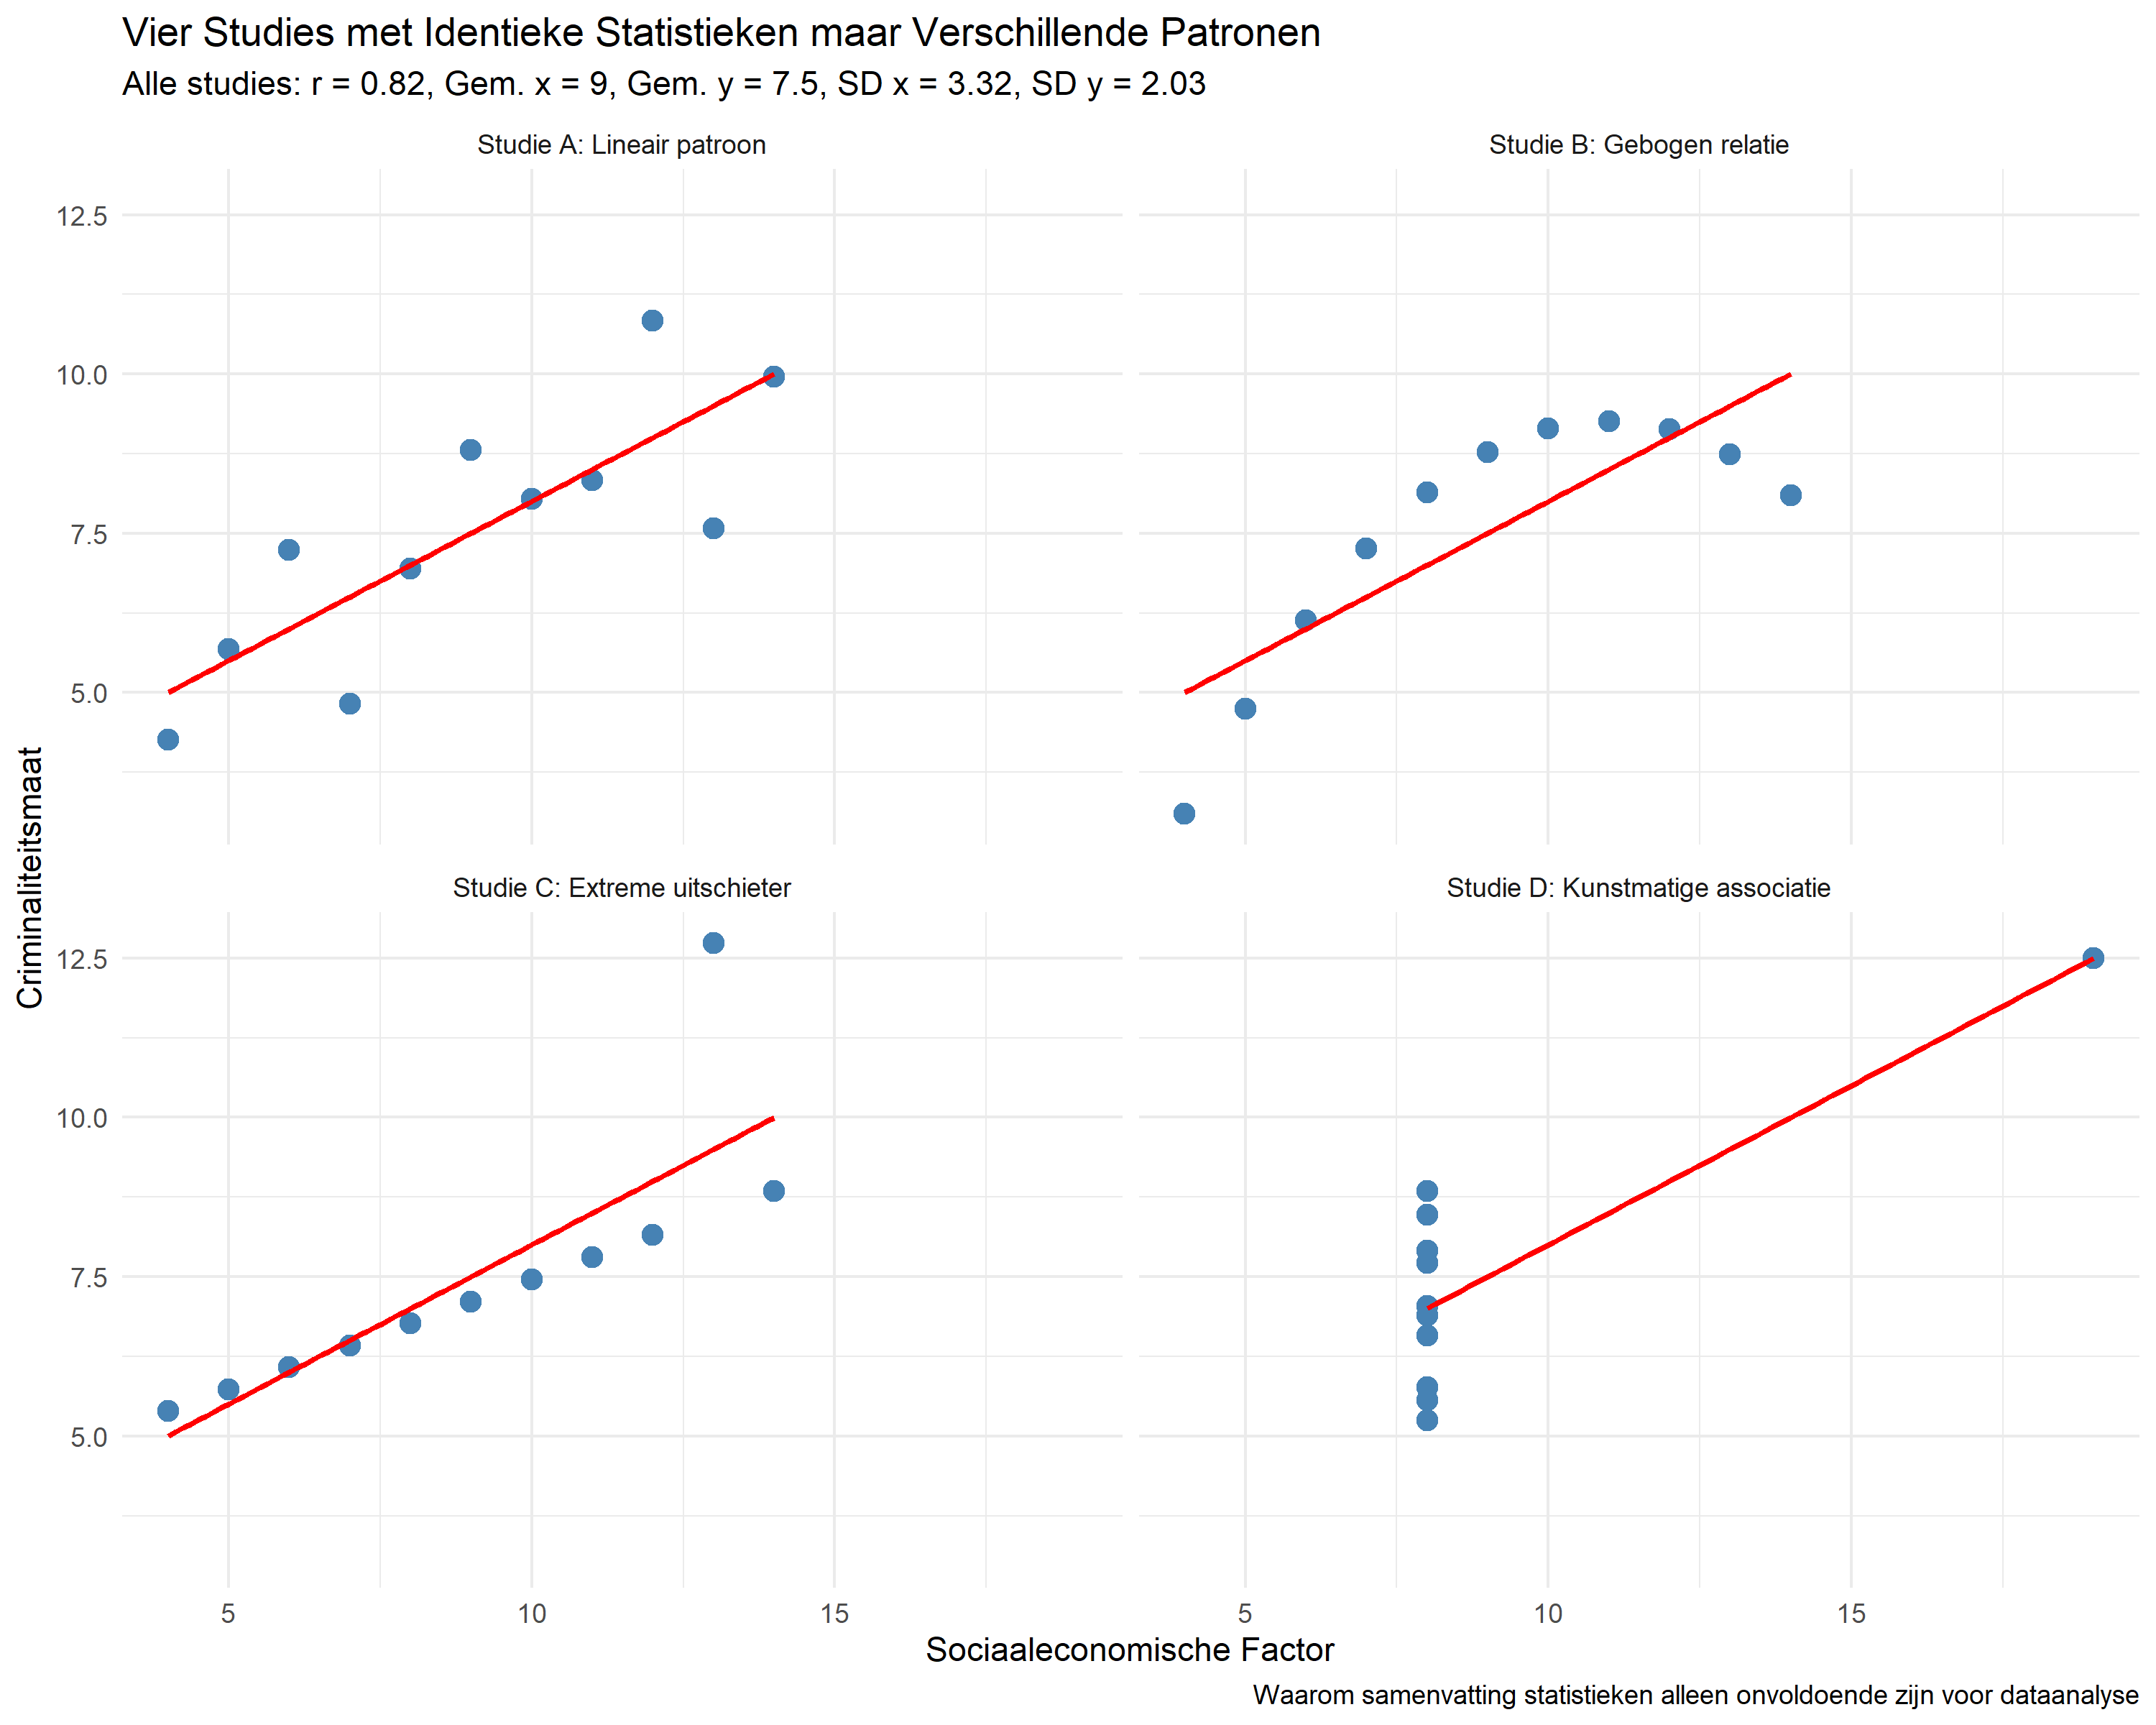 Vier Studies met Identieke Statistieken maar Verschillende Patronen
Alle studies: r = 0.82, Gem. x = 9, Gem. y = 7.5, SD x = 3.32, SD y = 2.03
Studie A: Lineair patroon
Studie B: Gebogen relatie
12.5
10.0
7.5
5.0
Criminaliteitsmaat
Studie C: Extreme uitschieter
Studie D: Kunstmatige associatie
12.5
10.0
7.5
5.0
5 10 15
5 10 15
Sociaaleconomische Factor
Waarom samenvatting statistieken alleen onvoldoende zijn voor dataanalyse